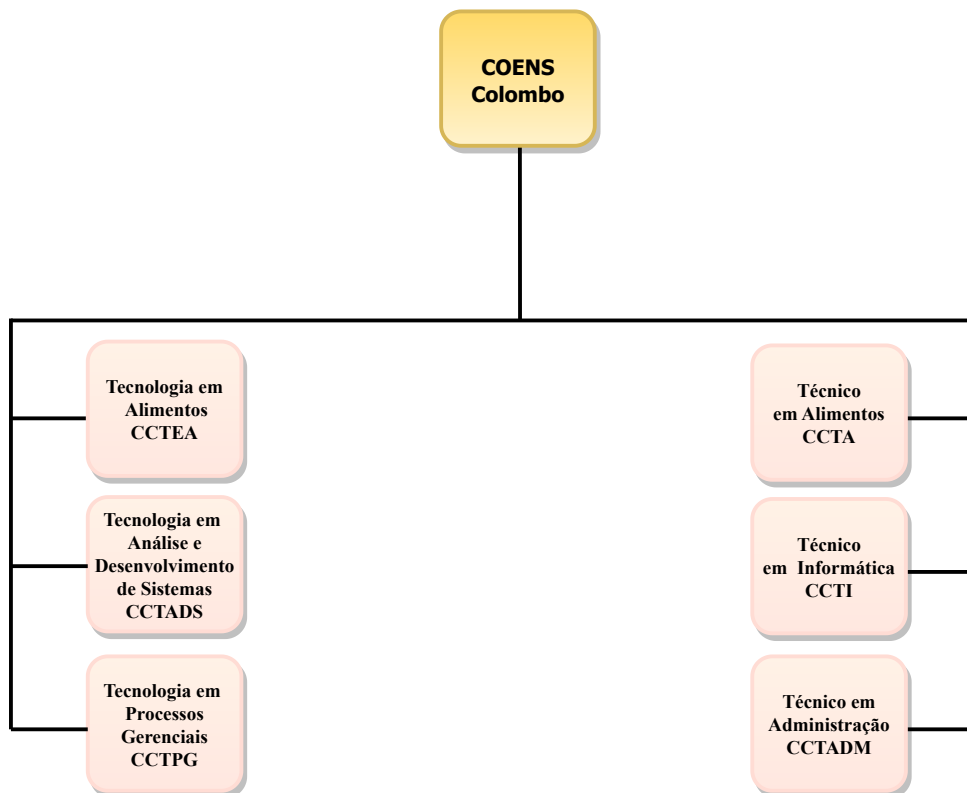 COENS
Colombo
Tecnologia em
Alimentos
CCTEA
Tecnologia em
Análise e
Desenvolvimento
de Sistemas
CCTADS
Tecnologia em
Processos
Gerenciais
CCTPG
Técnico
em Alimentos
CCTA
Técnico
em Informática
CCTI
Técnico em
Administração
CCTADM